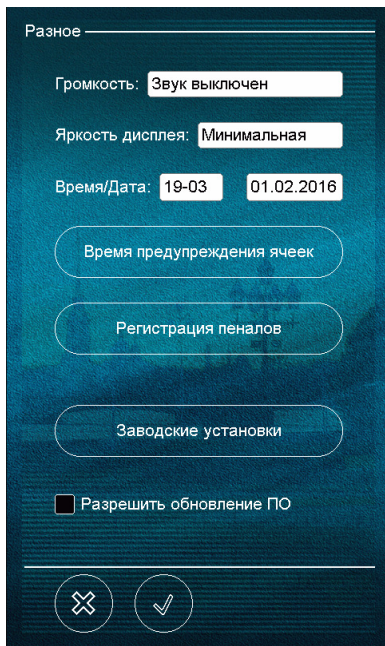 Разное
Громкость: Звук выключен
Яркость дисплея: Минимальная
Время/Дата: 19-03 01.02.2016
Время предупреждения ячеек
Регистрация пеналов
Заводские установки
Разрешить обновление ПО